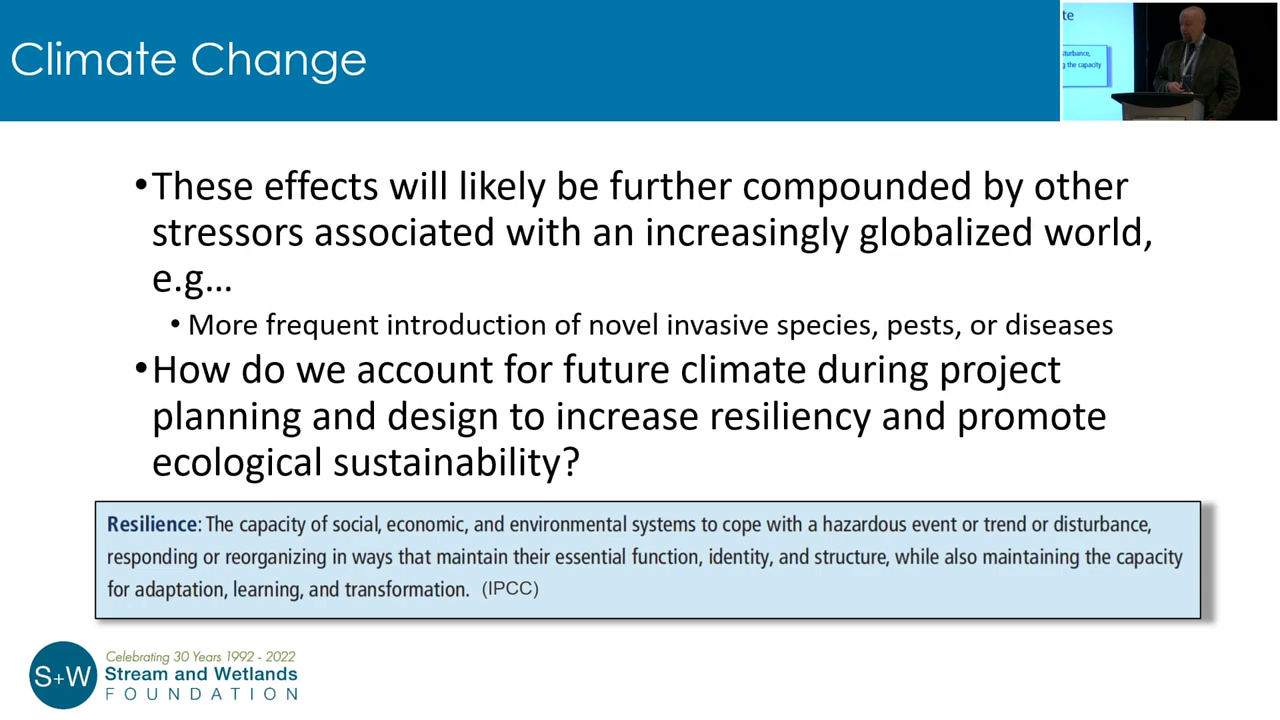 Climate Change
te
sturbance,
g the capacity
•These effects will likely be further compounded by other
stressors associated with an increasingly globalized world,
e.g…
• More frequent introduction of novel invasive species, pests, or diseases
•How do we account for future climate during project
planning and design to increase resiliency and promote
ecological sustainability?
Resilience: The capacity of social, economic, and environmental systems to cope with a hazardous event or trend or disturbance,
responding or reorganizing in ways that maintain their essential function, identity, and structure, while also maintaining the capacity
for adaptation, learning, and transformation. (IPCC)
S+W
Celebrating 30 Years 1992 - 2022
Stream and Wetlands
FOUNDATION